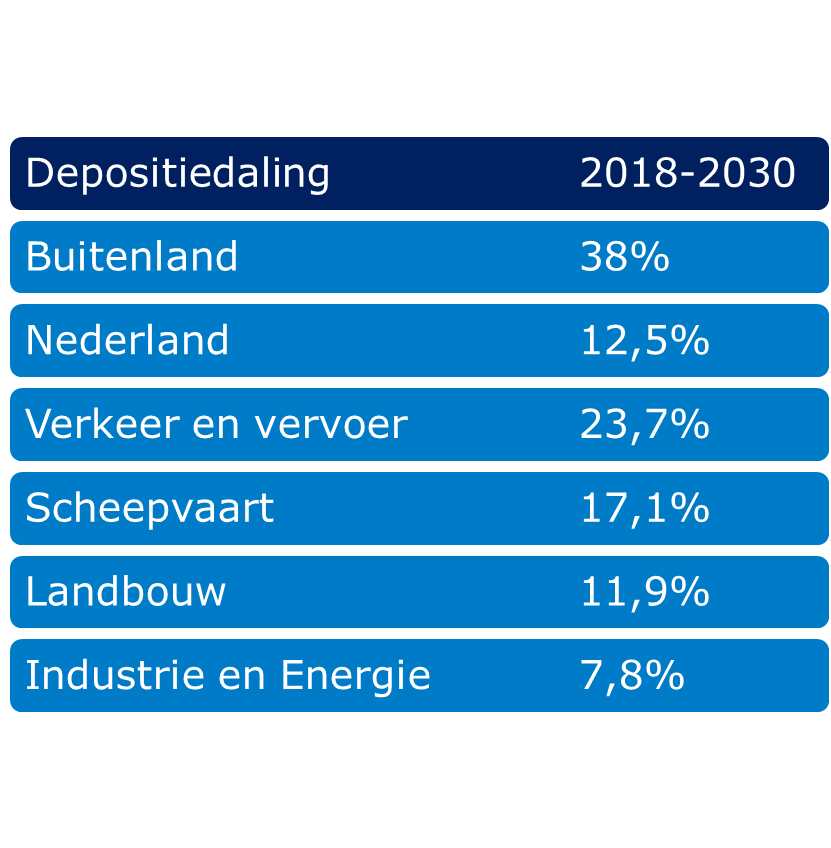 Depositiedaling 2018-2030
Buitenland 38%
Nederland 12,5%
Verkeer en vervoer 23,7%
Scheepvaart 17,1%
Landbouw 11,9%
Industrie en Energie 7,8%